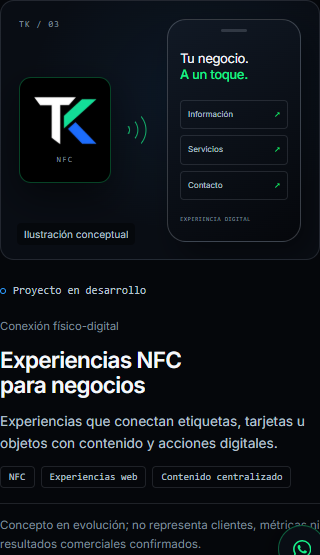 TK / 03
Tu negocio.
A un toque.
TK
NFC
Información ↗
Servicios ↗
Contacto ↗
EXPERIENCIA DIGITAL
Ilustración conceptual
Proyecto en desarrollo
Conexión físico-digital
Experiencias NFC
para negocios
Experiencias que conectan etiquetas, tarjetas u
objetos con contenido y acciones digitales.
NFC
Experiencias web
Contenido centralizado
Concepto en evolución; no representa clientes, métricas ni
resultados comerciales confirmados.